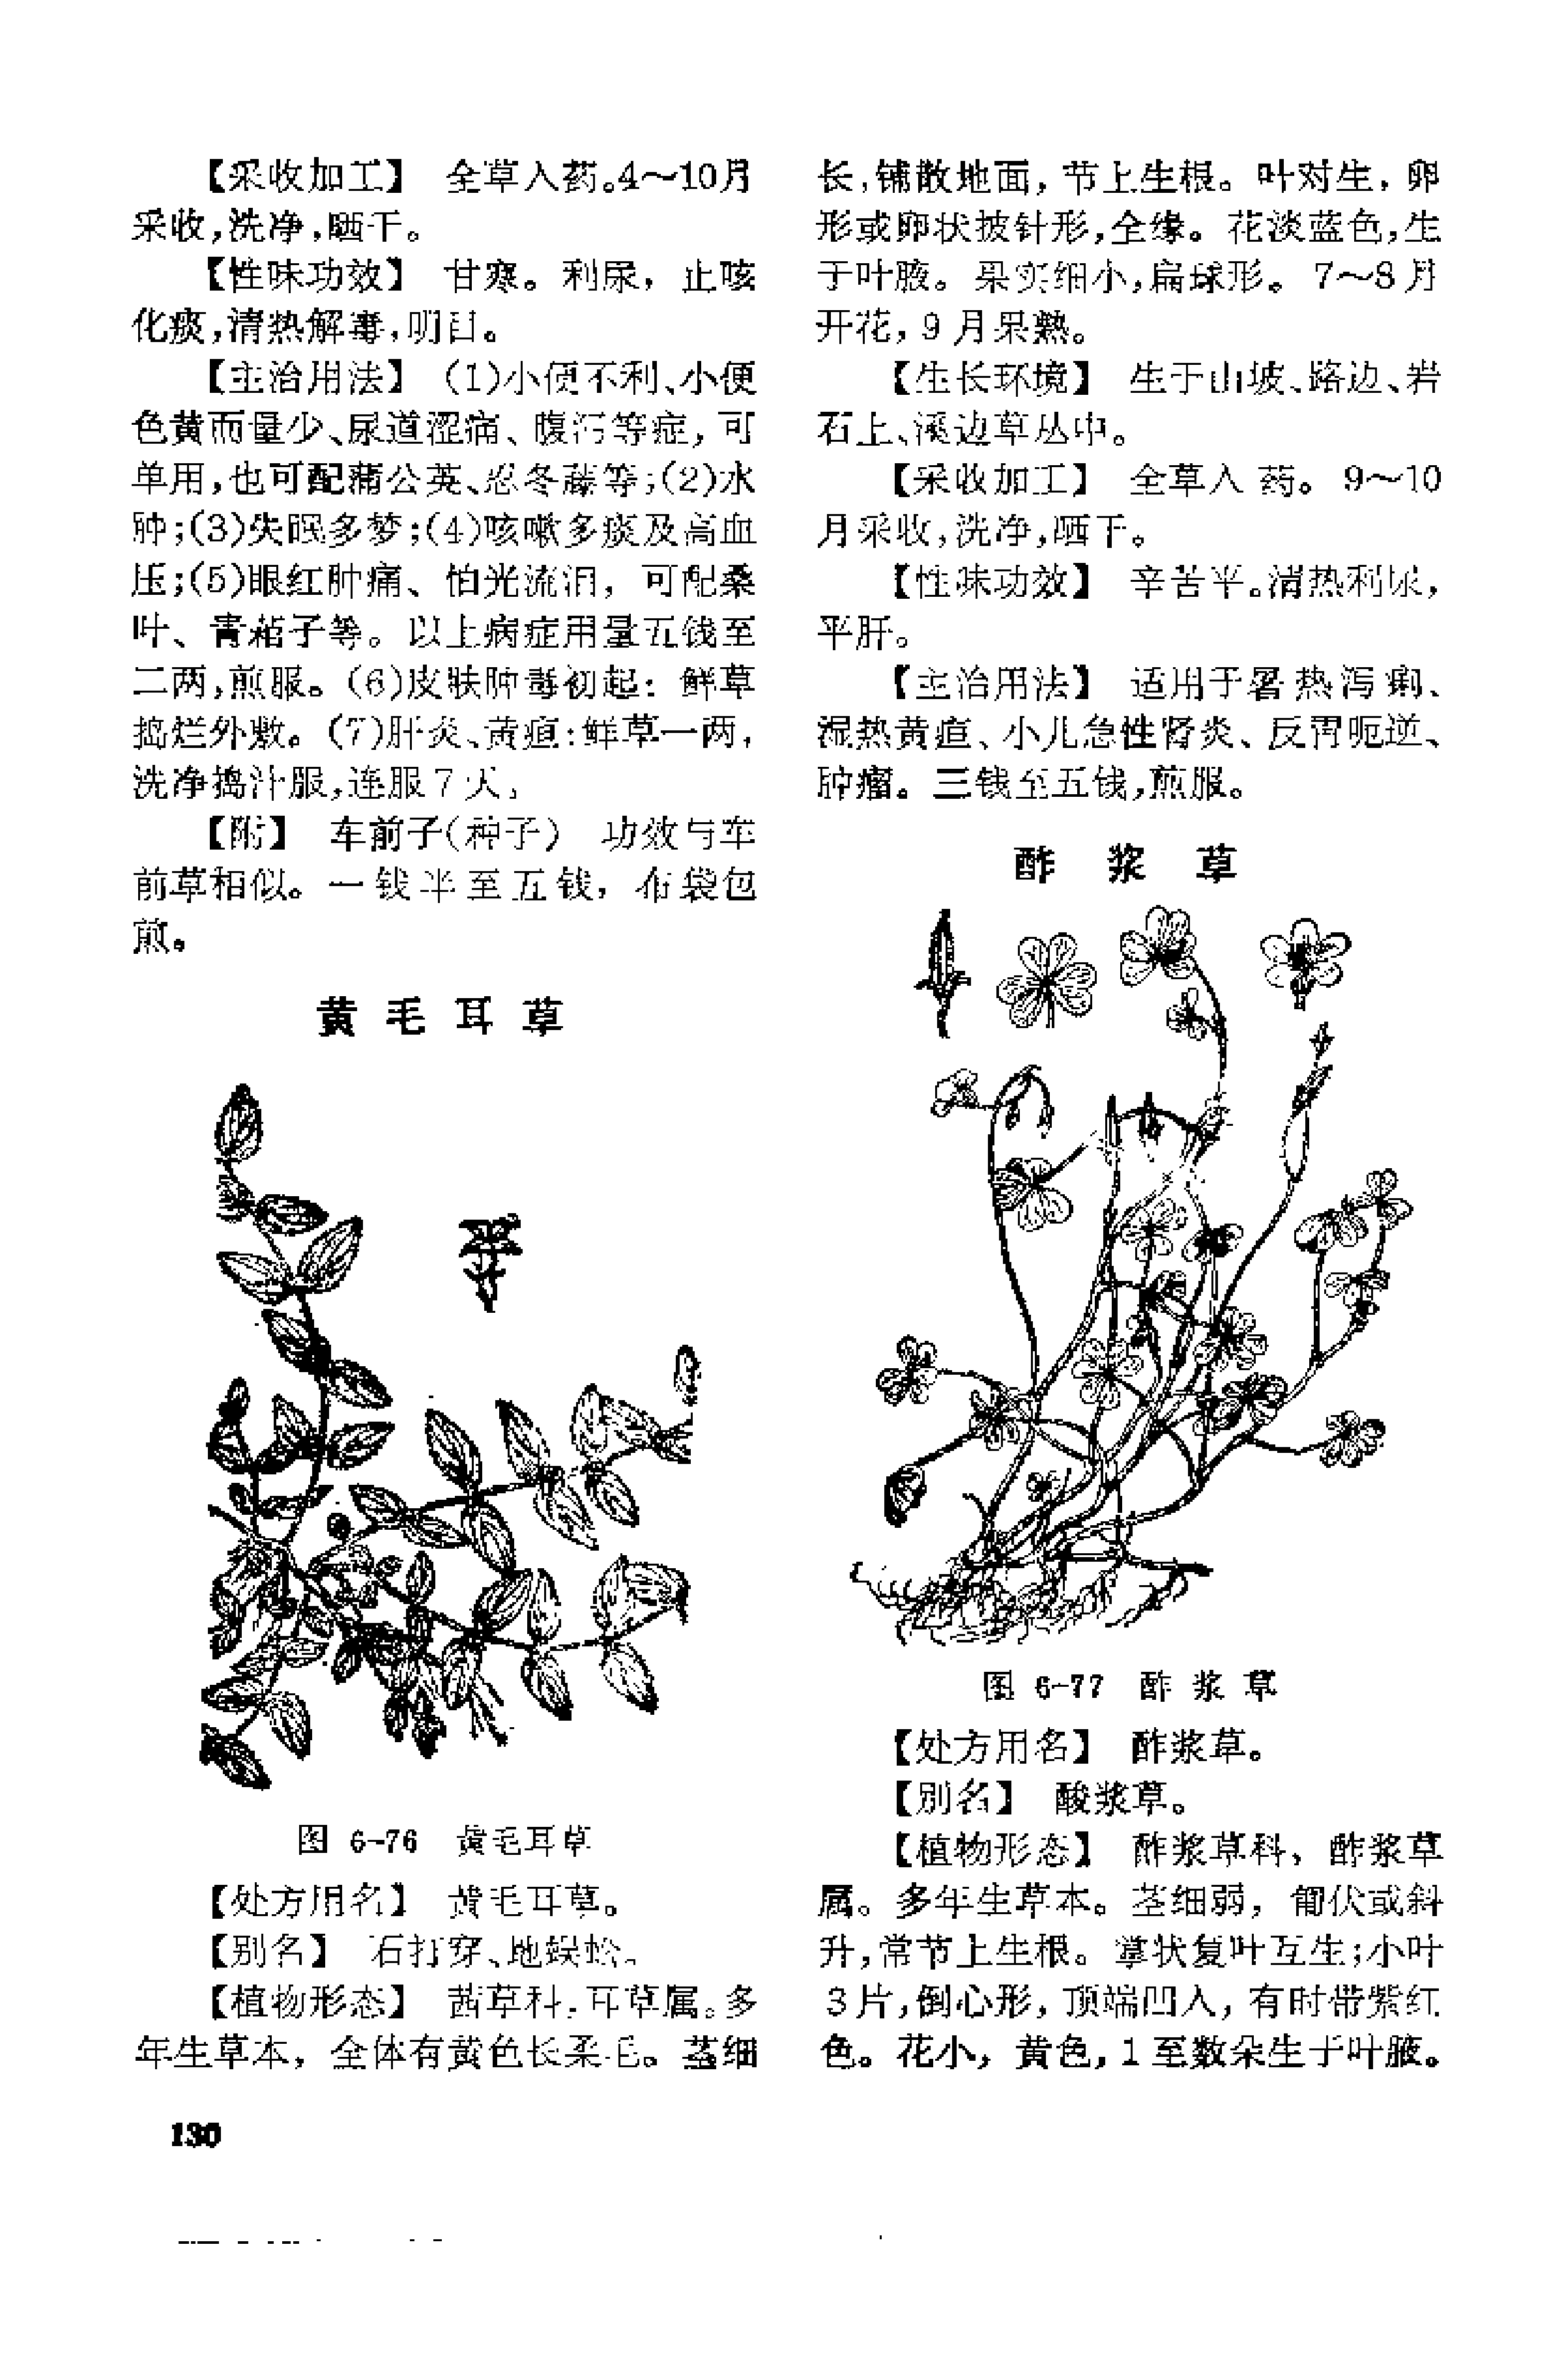 【采收加工】 全草入药。4～10月
采收,洗净,晒干。
【性味功效】 甘寒。利尿，止咳
化痰,清热解毒,明目。
【主治用法】 (1)小便不利、小便
色黄而量少、尿道涩痛、腹泻等症,可
单用,也可配蒲公英、忍冬藤等;(2)水
肿;(3)失眠多梦;(4)咳嗽多痰及高血
压;(5)眼红肿痛、怕光流泪，可配桑
叶、青葙子等。以上病症用量五钱至
二两,煎服。(6)皮肤肿毒初起：鲜草
捣烂外敷。(7)肝炎、黄疸:鲜草一两,
洗净捣汁服,连服7天。
【附】 车前子(种子) 功效与车
前草相似。一钱半至五钱，布袋包
煎。
黄毛耳草
图 6-76 黄毛耳草
【处方用名】 黄毛耳草。
【别名】 石打穿、地蜈蚣。
【植物形态】 茜草科,耳草属。多
年生草本，全体有黄色长柔毛。茎细
长,铺散地面，节上生根。叶对生，卵
形或卵状披针形,全缘。花淡蓝色,生
于叶腋。果实细小,扁球形。7～8月
开花，9月果熟。
【生长环境】 生于山坡、路边、岩
石上、溪边草丛中。
【采收加工】 全草入药。9～10
月采收,洗净,晒干。
【性味功效】 辛苦平。清热利尿，
平肝。
【主治用法】 适用于暑热泻痢、
湿热黄疸、小儿急性肾炎、反胃呃逆、
肿瘤。三钱至五钱,煎服。
酢浆草
图 6-77 酢浆草
【处方用名】 酢浆草。
【别名】 酸浆草。
【植物形态】 酢浆草科，酢浆草
属。多年生草本。茎细弱，匍伏或斜
升,常节上生根。掌状复叶互生;小叶
3片,倒心形，顶端凹入，有时带紫红
色。花小，黄色,1至数朵生于叶腋。
130